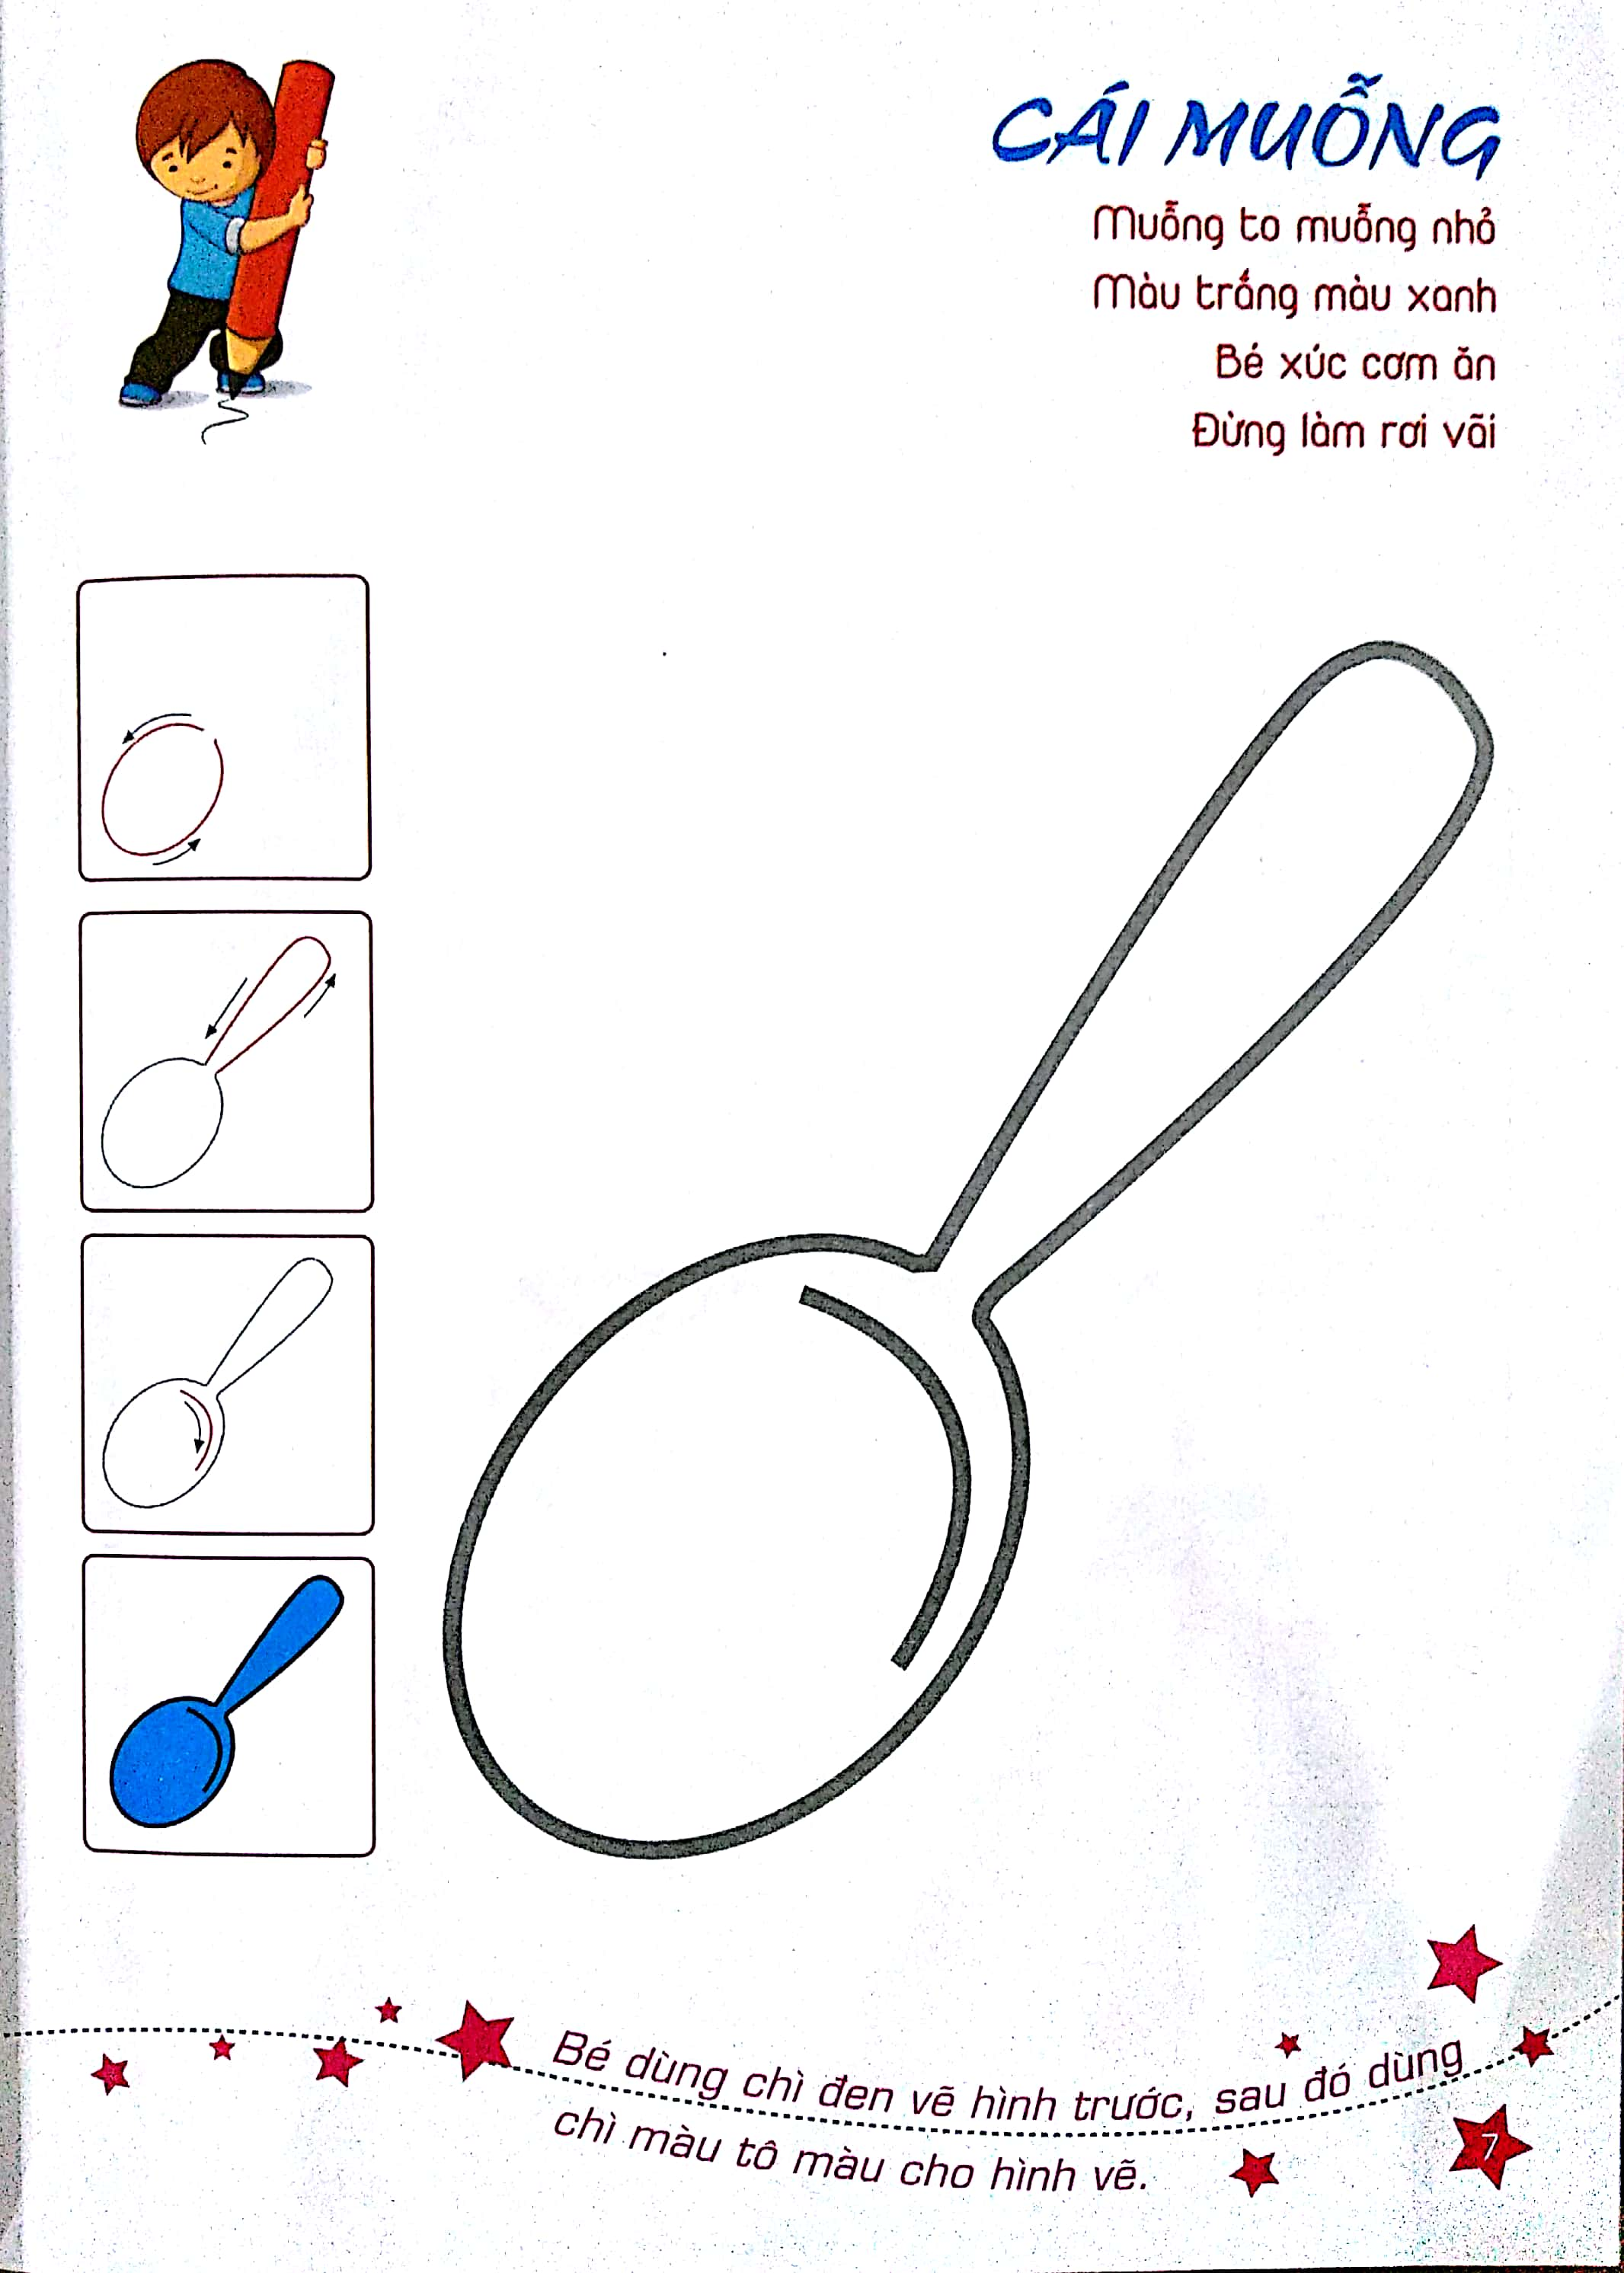 CÁI MUỖNG
Muỗng to muỗng nhỏ
Màu trắng màu xanh
Bé xúc cơm ăn
Đừng làm rơi vãi
Bé dùng chì đen vẽ hình trước, sau đó dùng
chì màu tô màu cho hình vẽ.
7